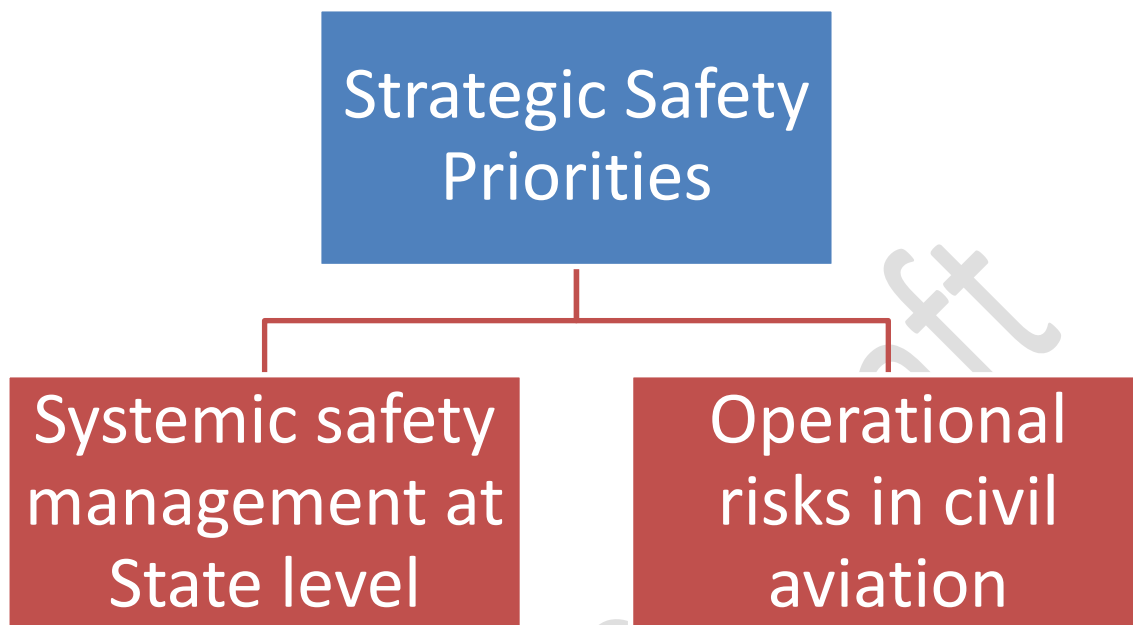 Strategic Safety
Priorities
Systemic safety
management at
State level
Operational
risks in civil
aviation